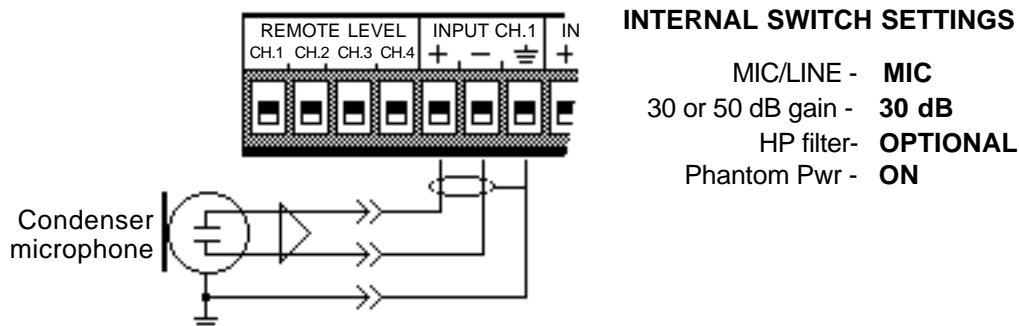 REMOTE LEVEL INPUT CH.1 IN
CH.1 CH.2 CH.3 CH.4 + − +
INTERNAL SWITCH SETTINGS
MIC/LINE - MIC
30 or 50 dB gain - 30 dB
HP filter- OPTIONAL
Phantom Pwr - ON
Condenser
microphone